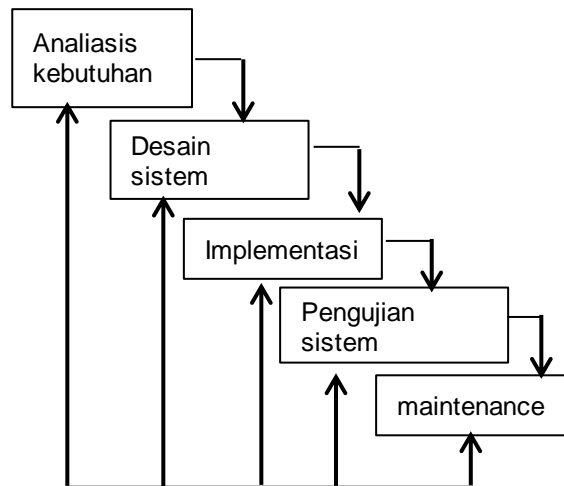 Analiasis
kebutuhan
Desain
sistem
Implementasi
Pengujian
sistem
maintenance